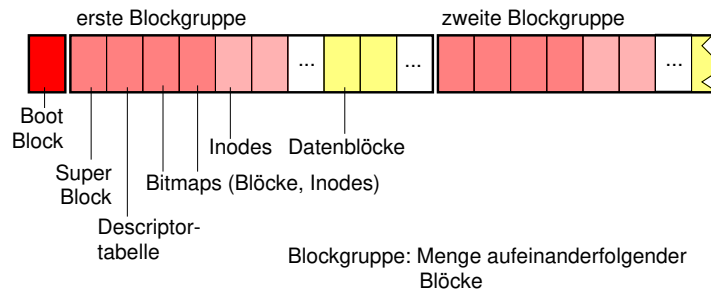 erste Blockgruppe
zweite Blockgruppe
...
...
...
Boot
Block
Inodes
Datenblöcke
Super
Block
Bitmaps (Blöcke, Inodes)
Descriptor-
tabelle
Blockgruppe: Menge aufeinanderfolgender
Blöcke